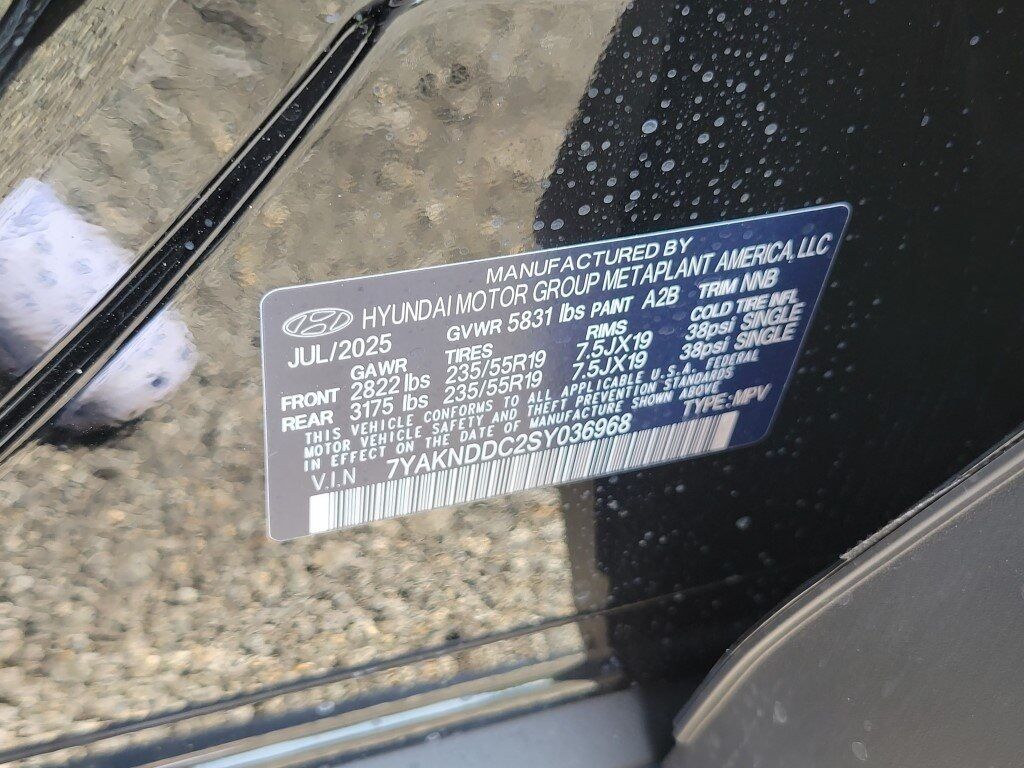 MANUFACTURED BY
HYUNDAI MOTOR GROUP METAPLANT AMERICA, LLC
JUL/2025 GVWR 5831 lbs PAINT A2B TRIM NNB
GAWR TIRES RIMS COLD TIRE INFL
FRONT 2822 lbs 235/55R19 7.5JX19 38psi SINGLE
REAR 3175 lbs 235/55R19 7.5JX19 38psi SINGLE
THIS VEHICLE CONFORMS TO ALL APPLICABLE U.S.A. FEDERAL
MOTOR VEHICLE SAFETY, AND THEFT PREVENTION STANDARDS
IN EFFECT ON THE DATE OF MANUFACTURE SHOWN ABOVE.
V.I.N 7YAKNDDC2SY036968 TYPE: MPV